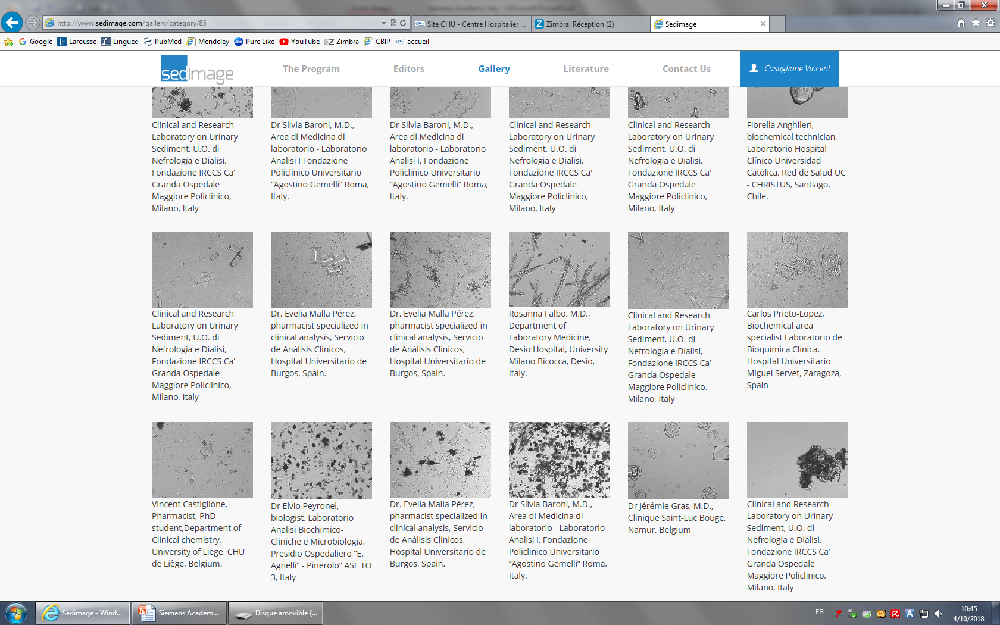 http://www.sedimage.com/gallery/category/85
Site CHU - Centre Hospitalier ...
Zimbra: Réception (2)
Sedimage
Google
Larousse
Linguee
PubMed
Mendeley
Pure Like
YouTube
Zimbra
CBIP
accueil
sedimage
The Program
Editors
Gallery
Literature
Contact Us
Castiglione Vincent
Clinical and Research
Laboratory on Urinary
Sediment, U.O. di
Nefrologia e Dialisi,
Fondazione IRCCS Ca’
Granda Ospedale
Maggiore Policlinico,
Milano, Italy
Dr Silvia Baroni, M.D.,
Area di Medicina di
laboratorio - Laboratorio
Analisi I Fondazione
Policlinico Universitario
“Agostino Gemelli” Roma,
Italy.
Dr Silvia Baroni, M.D.,
Area di Medicina di
laboratorio - Laboratorio
Analisi I, Fondazione
Policlinico Universitario
“Agostino Gemelli” Roma,
Italy.
Clinical and Research
Laboratory on Urinary
Sediment, U.O. di
Nefrologia e Dialisi,
Fondazione IRCCS Ca'
Granda Ospedale
Maggiore Policlinico,
Milano, Italy
Clinical and Research
Laboratory on Urinary
Sediment, U.O. di
Nefrologia e Dialisi,
Fondazione IRCCS Ca'
Granda Ospedale
Maggiore Policlinico,
Milano, Italy
Fiorella Anghileri,
biochemical technician,
Laboratorio Hospital
Clínico Universidad
Católica, Red de Salud UC
- CHRISTUS, Santiago,
Chile.
Clinical and Research
Laboratory on Urinary
Sediment, U.O. di
Nefrologia e Dialisi,
Fondazione IRCCS Ca’
Granda Ospedale
Maggiore Policlinico,
Milano, Italy
Dr. Evelia Malla Pérez,
pharmacist specialized in
clinical analysis, Servicio
de Análisis Clinicos,
Hospital Universitario de
Burgos, Spain.
Dr. Evelia Malla Pérez,
pharmacist specialized in
clinical analysis, Servicio
de Análisis Clinicos,
Hospital Universitario de
Burgos, Spain.
Rosanna Falbo, M.D.,
Department of
Laboratory Medicine,
Desio Hospital, University
Milano Bicocca, Desio,
Italy.
Clinical and Research
Laboratory on Urinary
Sediment, U.O. di
Nefrologia e Dialisi,
Fondazione IRCCS Ca’
Granda Ospedale
Maggiore Policlinico,
Milano, Italy
Carlos Prieto-Lopez,
Biochemical area
specialist Laboratorio de
Bioquímica Clínica,
Hospital Universitario
Miguel Servet, Zaragoza,
Spain
Vincent Castiglione,
Pharmacist, PhD
student,Department of
Clinical chemistry,
University of Liège, CHU
de Liège, Belgium.
Dr Elvio Peyronel,
biologist, Laboratorio
Analisi Biochimico-
Cliniche e Microbiologia,
Presidio Ospedaliero “E.
Agnelli” - Pinerolo” ASL TO
3, Italy
Dr. Evelia Malla Pérez,
pharmacist specialized in
clinical analysis, Servicio
de Análisis Clinicos,
Hospital Universitario de
Burgos, Spain.
Dr Silvia Baroni, M.D.,
Area di Medicina di
laboratorio - Laboratorio
Analisi I, Fondazione
Policlinico Universitario
“Agostino Gemelli” Roma,
Italy.
Dr Jérémie Gras, M.D.,
Clinique Saint-Luc Bouge,
Namur, Belgium
Clinical and Research
Laboratory on Urinary
Sediment, U.O. di
Nefrologia e Dialisi,
Fondazione IRCCS Ca’
Granda Ospedale
Maggiore Policlinico,
Milano, Italy
Sedimage - Wind...
Siemens Academ...
Disque amovible (...
FR
10:45
4/10/2018